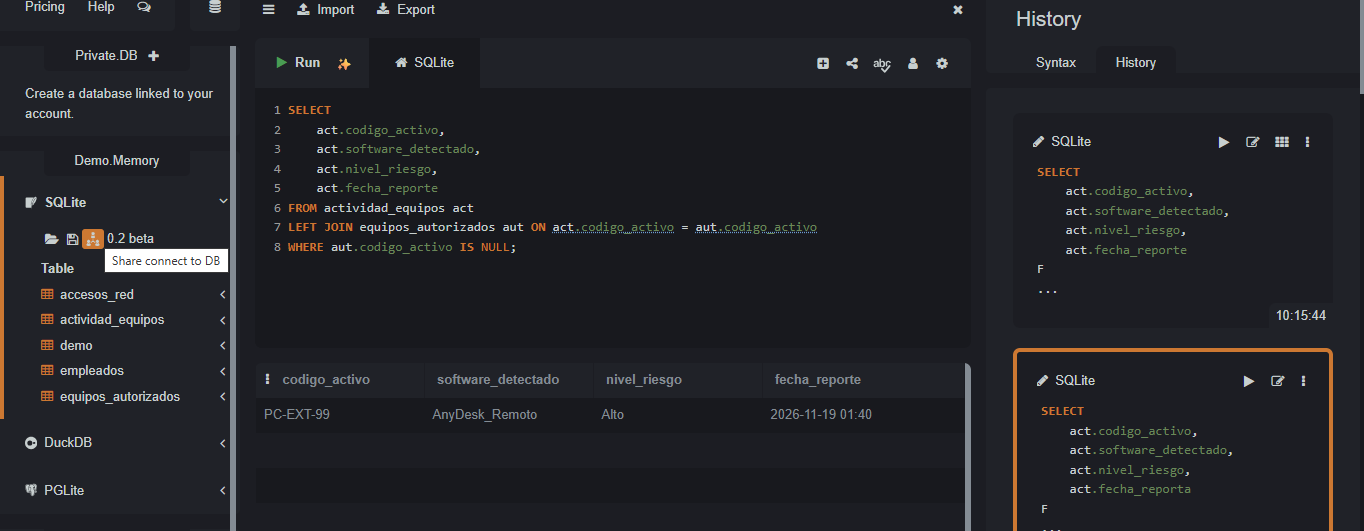 Pricing Help
Import Export
History
Private.DB
Create a database linked to your
account.
Demo.Memory
SQLite
0.2 beta
Share connect to DB
Table
accesos_red
actividad_equipos
demo
empleados
equipos_autorizados
DuckDB
PGLite
Run SQLite abc
1 SELECT
2 act.codigo_activo,
3 act.software_detectado,
4 act.nivel_riesgo,
5 act.fecha_reporte
6 FROM actividad_equipos act
7 LEFT JOIN equipos_autorizados aut ON act.codigo_activo = aut.codigo_activo
8 WHERE aut.codigo_activo IS NULL;
codigo_activo software_detectado nivel_riesgo fecha_reporte
PC-EXT-99 AnyDesk_Remoto Alto 2026-11-19 01:40
Syntax History
SQLite
SELECT
act.codigo_activo,
act.software_detectado,
act.nivel_riesgo,
act.fecha_reporte
F
...
10:15:44
SQLite
SELECT
act.codigo_activo,
act.software_detectado,
act.nivel_riesgo,
act.fecha_reporta
F
...